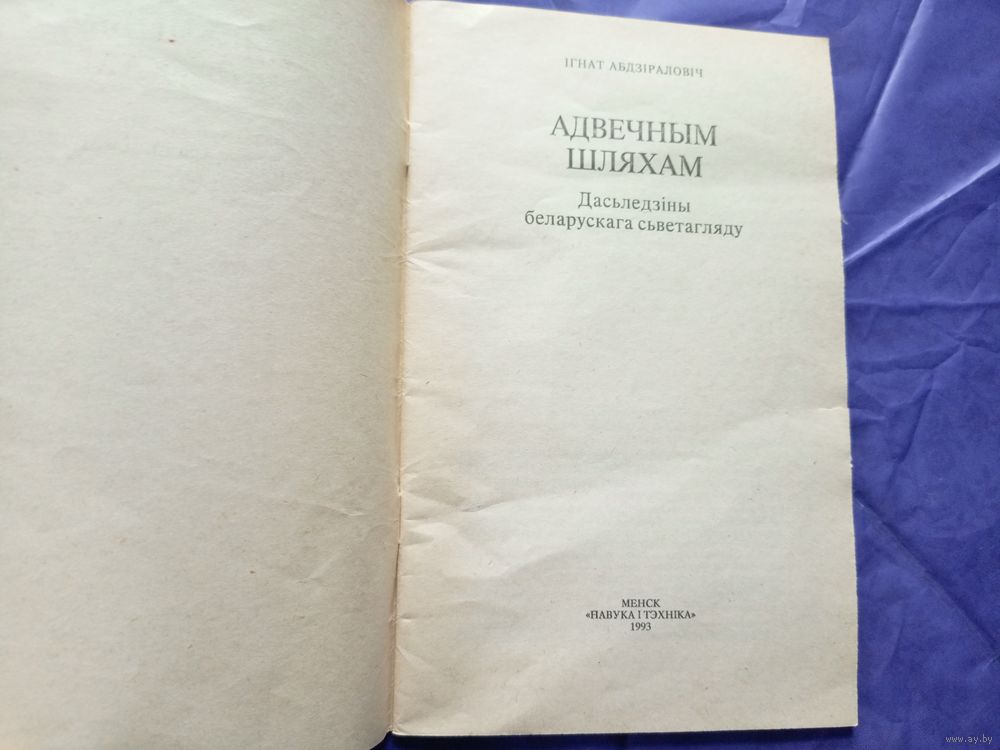 ІГНАТ АБДЗІРАЛОВІЧ
АДВЕЧНЫМ
ШЛЯХАМ
Дасьледзіны
беларускага сьветагляду
МЕНСК
«НАВУКА І ТЭХНІКА»
1993
www.ay.by